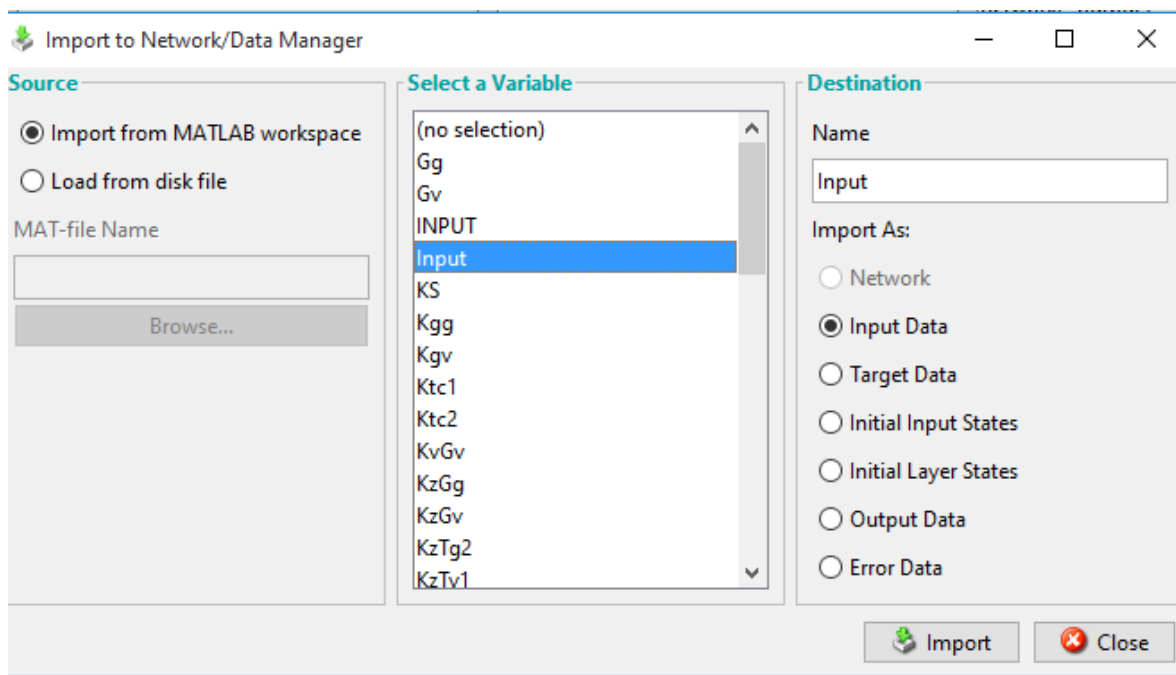 Import to Network/Data Manager
Source
Import from MATLAB workspace
Load from disk file
MAT-file Name
Browse...
Select a Variable
(no selection)
Gg
Gv
INPUT
Input
KS
Kgg
Kgv
Ktc1
Ktc2
KvGv
KzGg
KzGv
KzTg2
KzTv1
Destination
Name
Input
Import As:
Network
Input Data
Target Data
Initial Input States
Initial Layer States
Output Data
Error Data
Import
Close